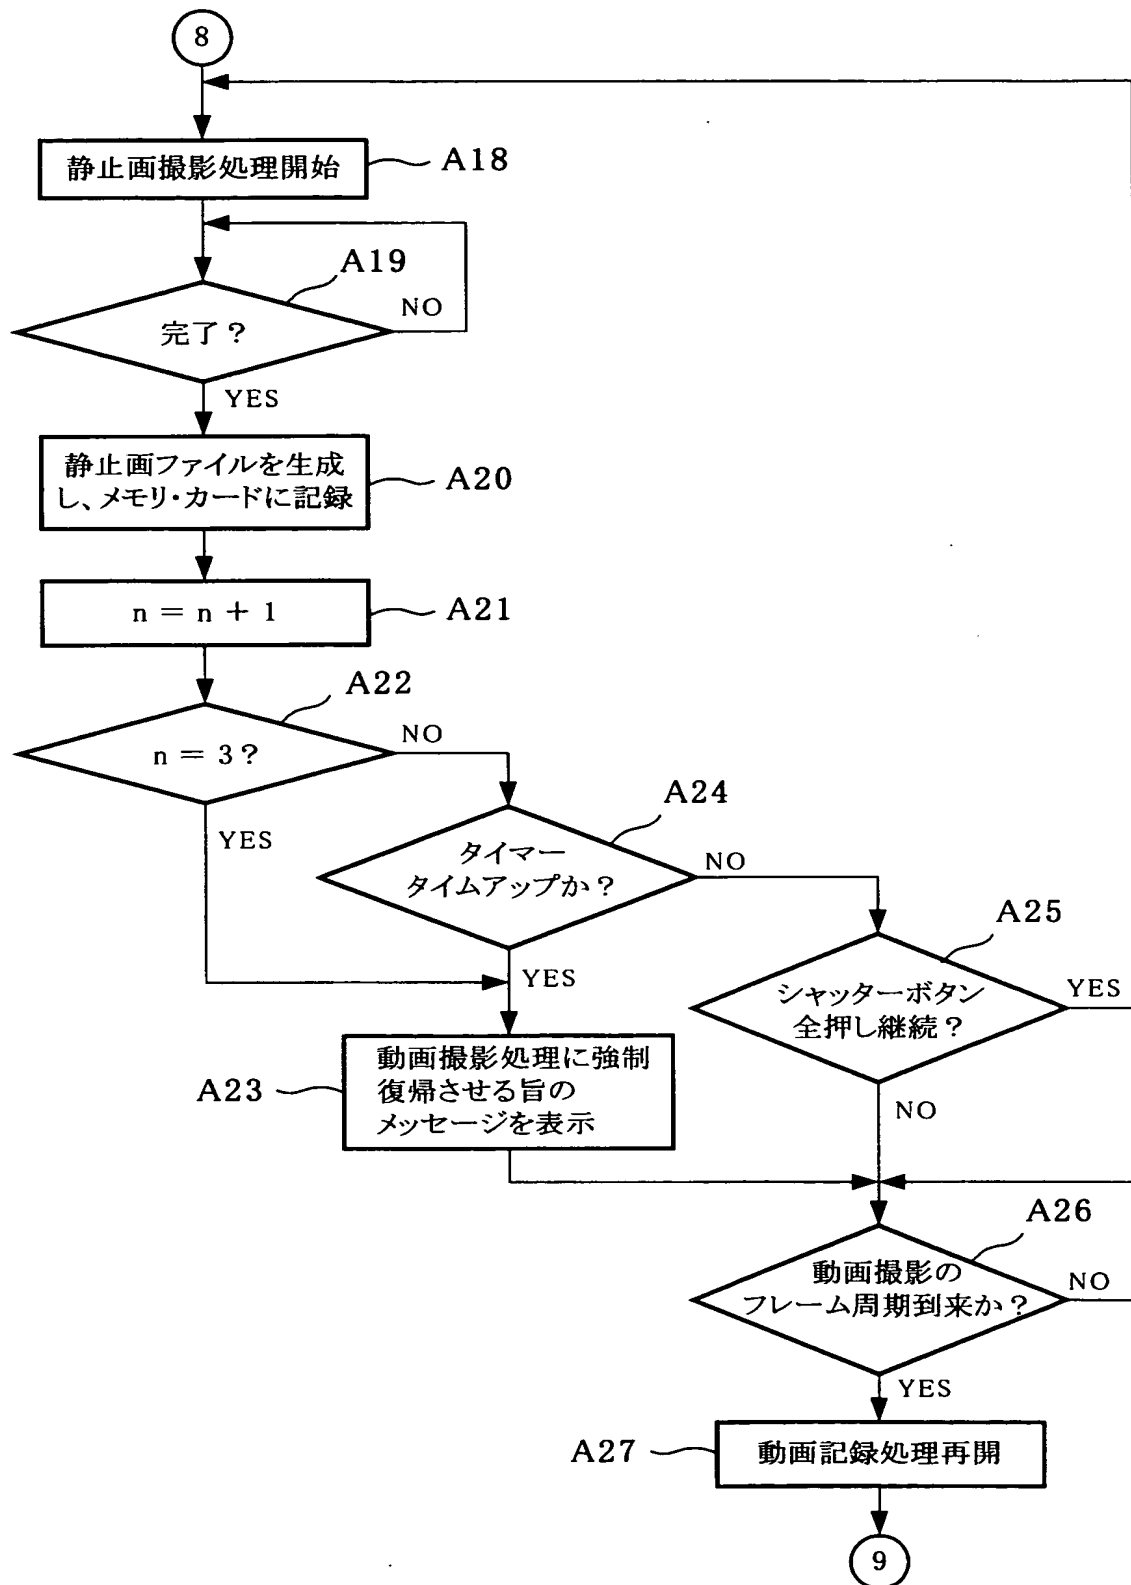 8
静止画撮影処理開始
A18
A19
NO
完了？
YES
静止画ファイルを生成
し、メモリ・カードに記録
A20
n = n + 1
A21
A22
n = 3？
NO
YES
A24
タイマー
タイムアップか？
NO
YES
A25
シャッターボタン
全押し継続？
YES
NO
A23
動画撮影処理に強制
復帰させる旨の
メッセージを表示
A26
動画撮影の
フレーム周期到来か？
NO
YES
A27
動画記録処理再開
9